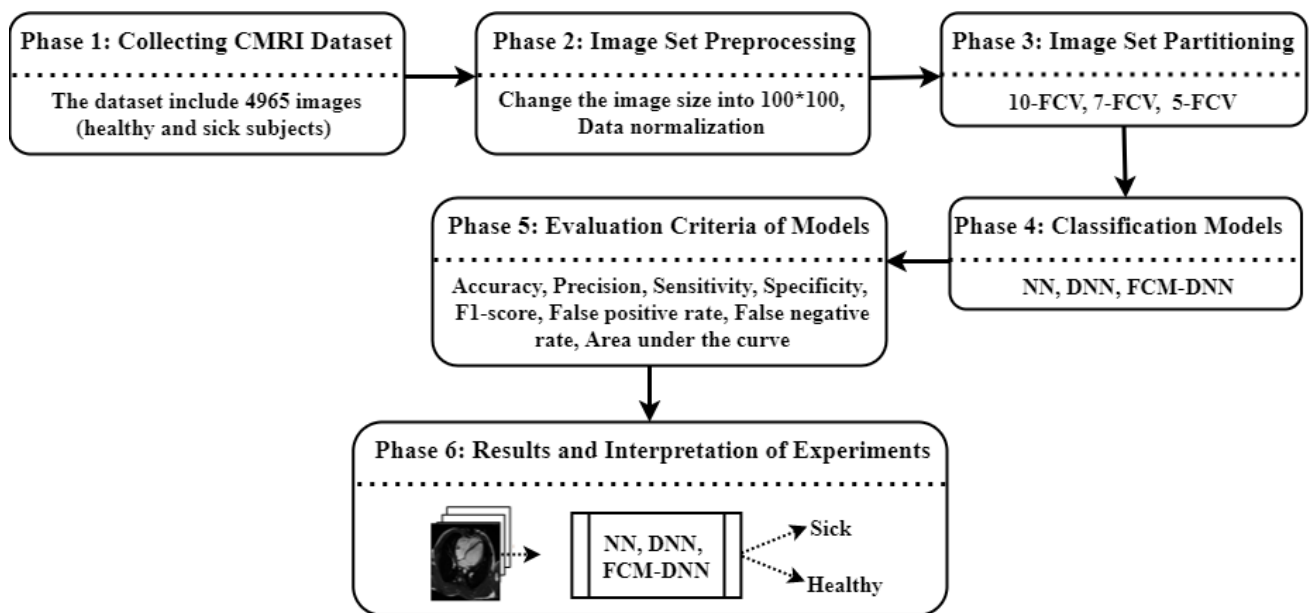 Phase 1: Collecting CMRI Dataset
The dataset include 4965 images
(healthy and sick subjects)
Phase 2: Image Set Preprocessing
Change the image size into 100*100,
Data normalization
Phase 3: Image Set Partitioning
10-FCV, 7-FCV, 5-FCV
Phase 4: Classification Models
NN, DNN, FCM-DNN
Phase 5: Evaluation Criteria of Models
Accuracy, Precision, Sensitivity, Specificity,
F1-score, False positive rate, False negative
rate, Area under the curve
Phase 6: Results and Interpretation of Experiments
NN, DNN,
FCM-DNN
Sick
Healthy